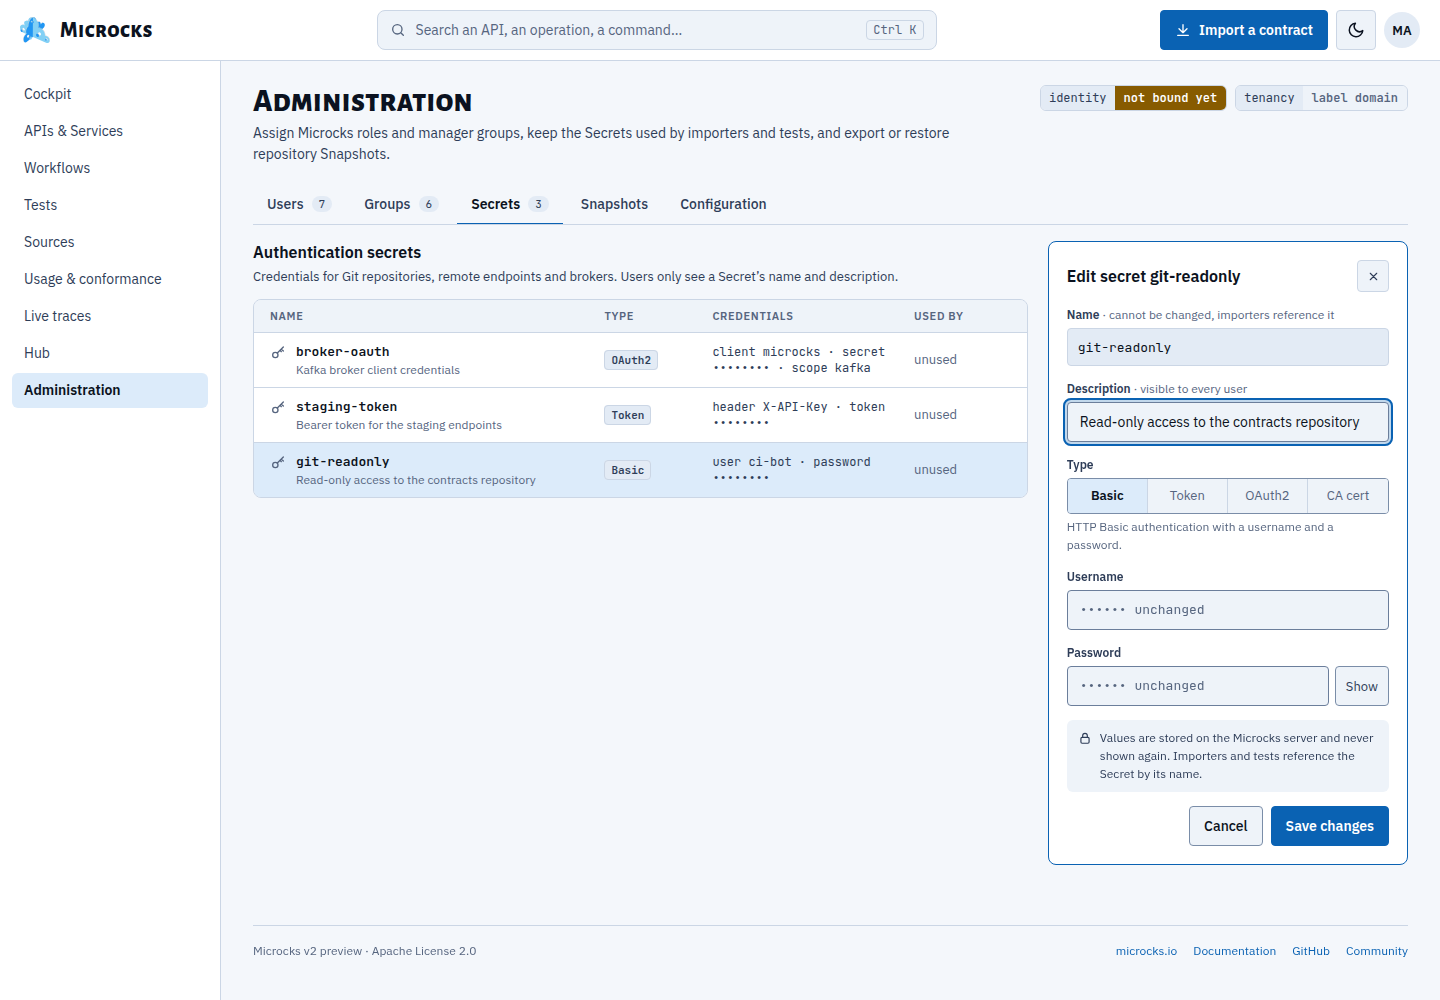 Microcks
Search an API, an operation, a command...
Ctrl K
Import a contract
MA
Cockpit
APIs & Services
Workflows
Tests
Sources
Usage & conformance
Live traces
Hub
Administration
Administration
identity not bound yet
tenancy label domain
Assign Microcks roles and manager groups, keep the Secrets used by importers and tests, and export or restore
repository Snapshots.
Users 7
Groups 6
Secrets 3
Snapshots
Configuration
Authentication secrets
Credentials for Git repositories, remote endpoints and brokers. Users only see a Secret's name and description.
NAME TYPE CREDENTIALS USED BY
broker-oauth
Kafka broker client credentials
OAuth2
client microcks · secret
•••••••• · scope kafka
unused
staging-token
Bearer token for the staging endpoints
Token
header X-API-Key · token
••••••••
unused
git-readonly
Read-only access to the contracts repository
Basic
user ci-bot · password
••••••••
unused
Edit secret git-readonly
Name · cannot be changed, importers reference it
git-readonly
Description · visible to every user
Read-only access to the contracts repository
Type
Basic Token OAuth2 CA cert
HTTP Basic authentication with a username and a
password.
Username
•••••• unchanged
Password
•••••• unchanged
Show
Values are stored on the Microcks server and never
shown again. Importers and tests reference the
Secret by its name.
Cancel
Save changes
Microcks v2 preview · Apache License 2.0
microcks.io
Documentation
GitHub
Community